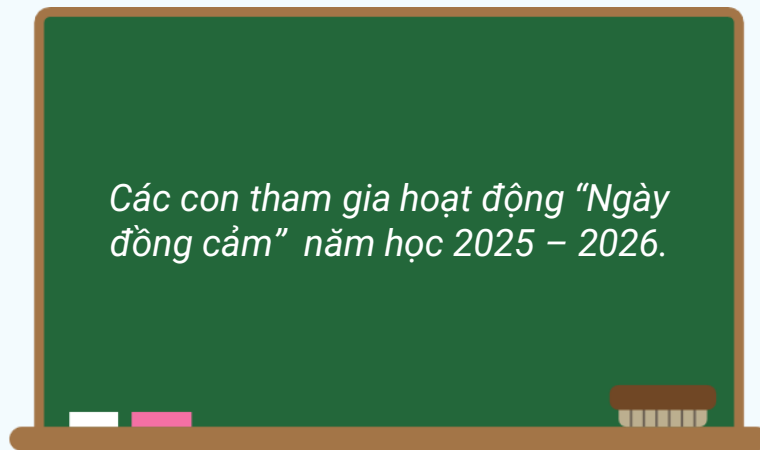 Các con tham gia hoạt động “Ngày
đồng cảm” năm học 2025 – 2026.